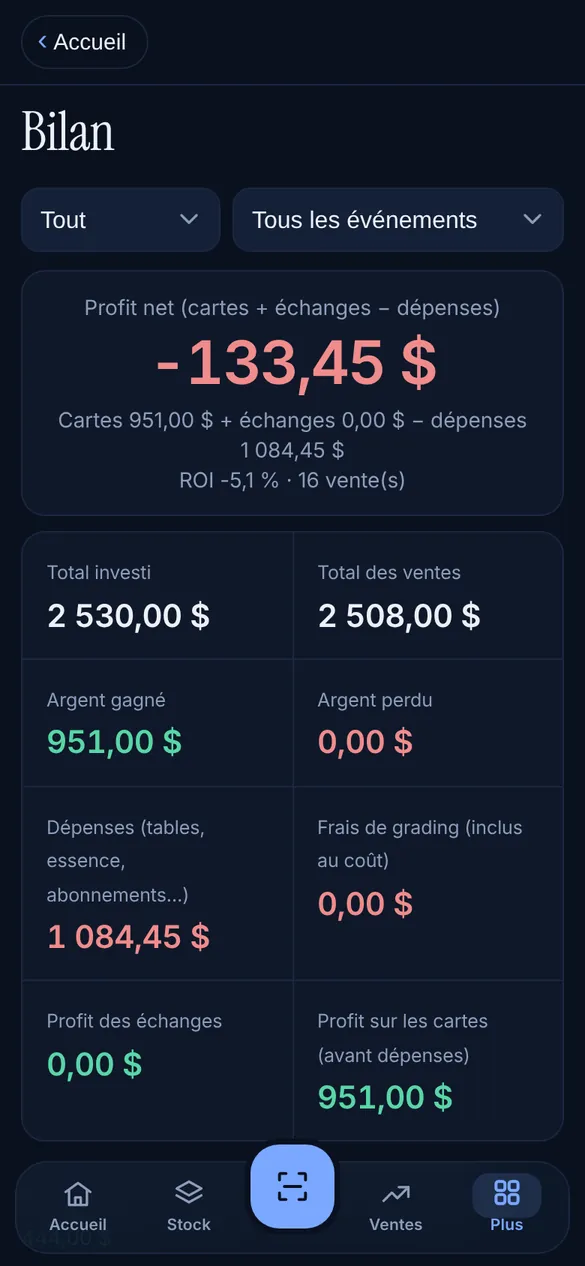 Accueil
Bilan
Tout
Tous les événements
Profit net (cartes + échanges − dépenses)
-133,45 $
Cartes 951,00 $ + échanges 0,00 $ − dépenses
1 084,45 $
ROI -5,1 % · 16 vente(s)
Total investi
2 530,00 $
Total des ventes
2 508,00 $
Argent gagné
951,00 $
Argent perdu
0,00 $
Dépenses (tables,
essence,
abonnements…)
1 084,45 $
Frais de grading (inclus
au coût)
0,00 $
Profit des échanges
0,00 $
Profit sur les cartes
(avant dépenses)
951,00 $
Accueil
Stock
Ventes
Plus